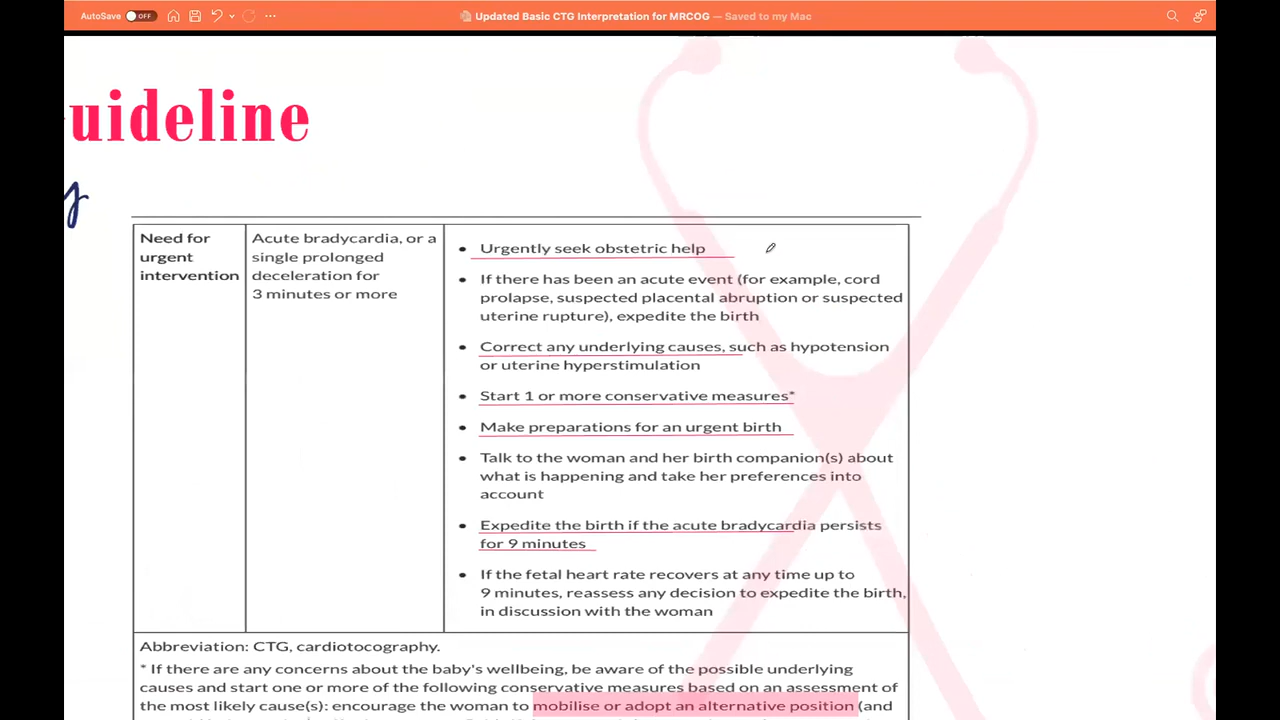 AutoSave OFF
Updated Basic CTG Interpretation for MRCOG — Saved to my Mac
uideline
y
Need for
urgent
intervention
Acute bradycardia, or a
single prolonged
deceleration for
3 minutes or more
• Urgently seek obstetric help
• If there has been an acute event (for example, cord
prolapse, suspected placental abruption or suspected
uterine rupture), expedite the birth
• Correct any underlying causes, such as hypotension
or uterine hyperstimulation
• Start 1 or more conservative measures*
• Make preparations for an urgent birth
• Talk to the woman and her birth companion(s) about
what is happening and take her preferences into
account
• Expedite the birth if the acute bradycardia persists
for 9 minutes
• If the fetal heart rate recovers at any time up to
9 minutes, reassess any decision to expedite the birth,
in discussion with the woman
Abbreviation: CTG, cardiotocography.
* If there are any concerns about the baby's wellbeing, be aware of the possible underlying
causes and start one or more of the following conservative measures based on an assessment of
the most likely cause(s): encourage the woman to mobilise or adopt an alternative position (and